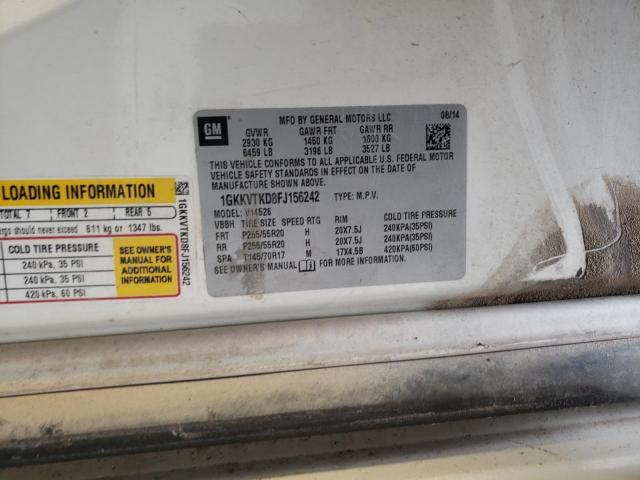 GM
MFD BY GENERAL MOTORS LLC 08/14
GVWR GAWR FRT GAWR RR
2930 KG 1450 KG 1600 KG
6459 LB 3196 LB 3527 LB
THIS VEHICLE CONFORMS TO ALL APPLICABLE U.S. FEDERAL MOTOR
VEHICLE SAFETY, BUMPER, AND THEFT PREVENTION STANDARDS
IN EFFECT ON THE DATE OF
MANUFACTURE SHOWN ABOVE.
1GKKVTKD8FJ156242 TYPE: M.P.V.
MODEL: V14526
VBBH TIRE SIZE SPEED RTG RIM COLD TIRE PRESSURE
FRT P255/55R20 H 20X7.5J 240KPA(35PSI)
RR P255/55R20 H 20X7.5J 240KPA(35PSI)
SPA T145/70R17 M 17X4.5B 420KPA(60PSI)
SEE OWNER'S MANUAL FOR MORE INFORMATION.
LOADING INFORMATION
TOTAL 7 FRONT 2 REAR 5
exceed 611 kg or 1347 lbs.
COLD TIRE PRESSURE
240 kPa, 35 PSI
240 kPa, 35 PSI
420 kPa, 60 PSI
SEE OWNER'S
MANUAL FOR
ADDITIONAL
INFORMATION
1GKKVTKD8FJ156242